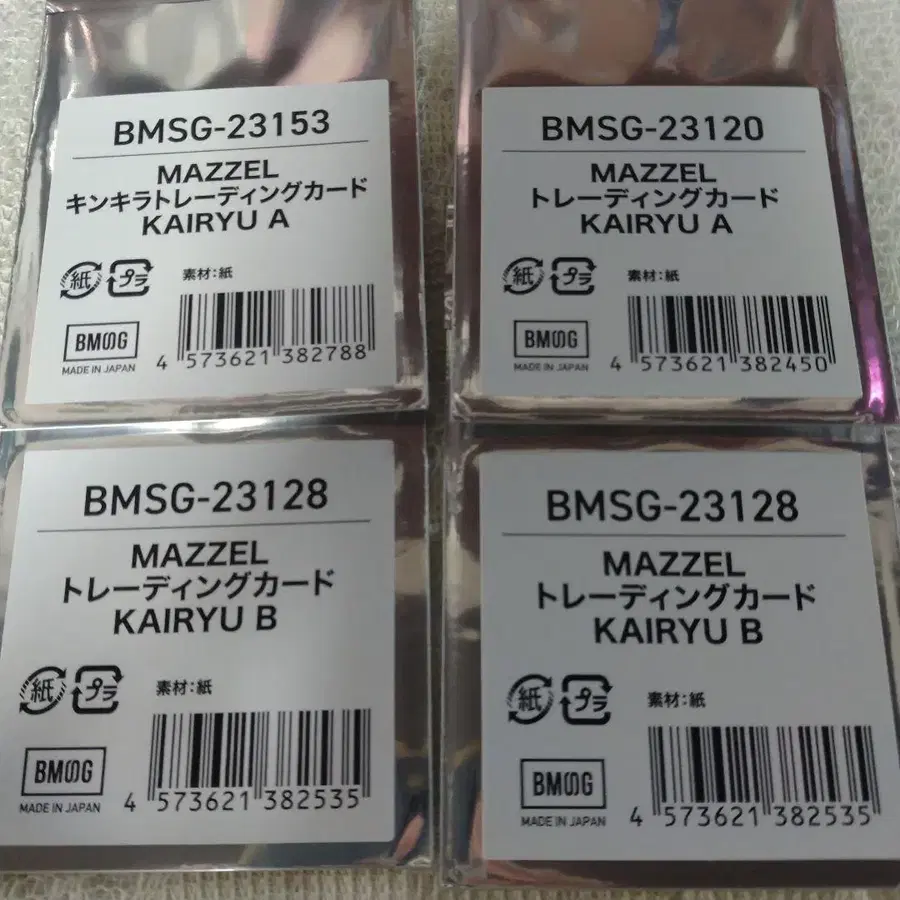 BMSG-23153
MAZZEL
キンキラトレーディングカード
KAIRYU A
紙 プラ 素材:紙
BMSG
MADE IN JAPAN
4 573621 382788
BMSG-23120
MAZZEL
トレーディングカード
KAIRYU A
紙 プラ 素材:紙
BMSG
MADE IN JAPAN
4 573621 382450
BMSG-23128
MAZZEL
トレーディングカード
KAIRYU B
紙 プラ 素材:紙
BMSG
MADE IN JAPAN
4 573621 382535
BMSG-23128
MAZZEL
トレーディングカード
KAIRYU B
紙 プラ 素材:紙
BMSG
MADE IN JAPAN
4 573621 382535